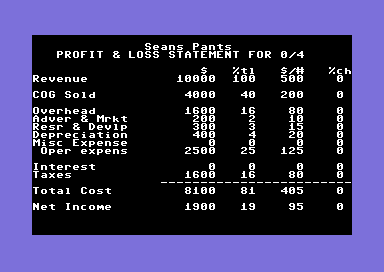 Seans Pants
PROFIT & LOSS STATEMENT FOR 0/4
$ %tl $/# %ch
Revenue 10000 100 500 0
COG Sold 4000 40 200 0
Overhead 1600 16 80 0
Adver & Mrkt 200 2 10 0
Resr & Devlp 300 3 15 0
Depreciation 400 4 20 0
Misc Expense 0 0 0 0
Oper expens 2500 25 125 0
Interest 0 0 0 0
Taxes 1600 16 80 0
Total Cost 8100 81 405 0
Net Income 1900 19 95 0